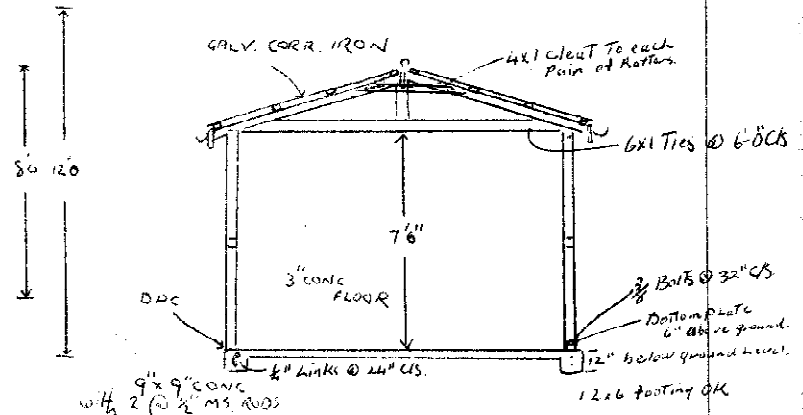 GALV. CORR. IRON
4x1 Cleat To each
Pair of Rafters.
6x1 Ties @ 6'-0" C/S
8'0 12'0
7'6"
3" CONC
FLOOR
3/8 Bolts @ 32" C/S.
Bottom Plate
6" above ground.
DPC
12" below ground Level.
1/4" Links @ 24" C/S.
9" x 9" CONC
with 2 @ 1/2" MS. RODS
12x6 footing OK